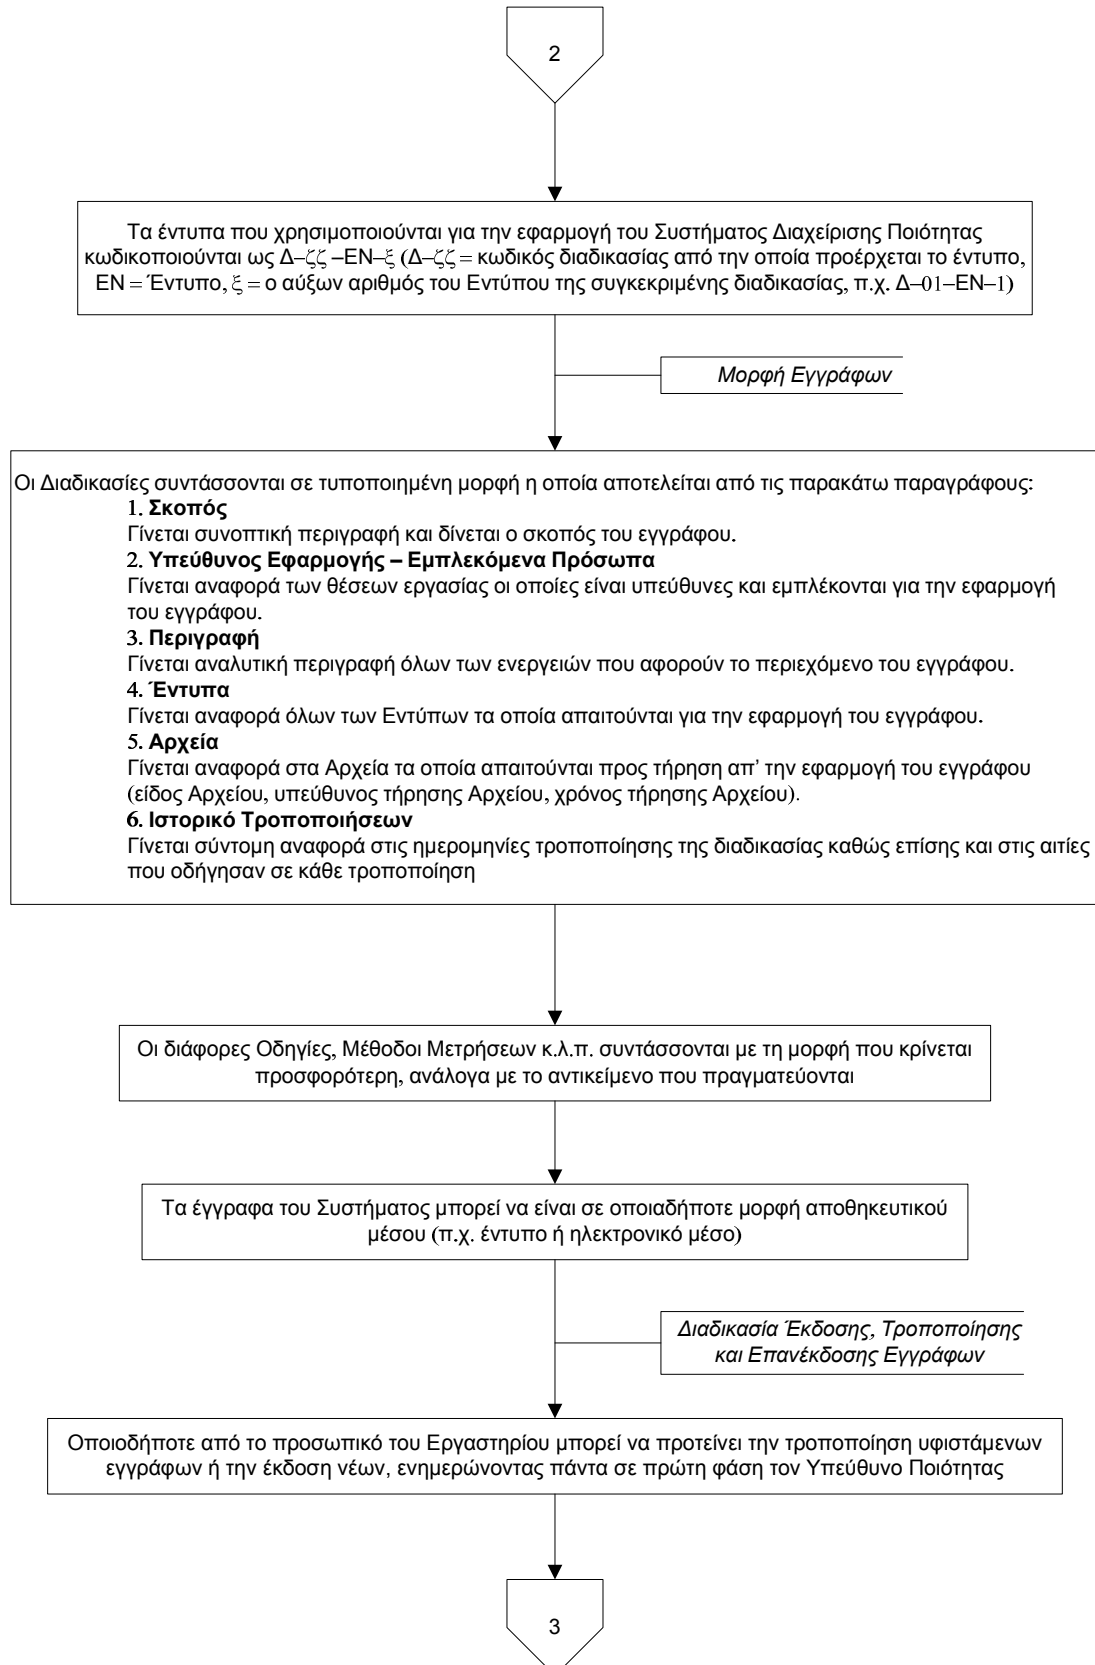 2
Τα έντυπα που χρησιμοποιούνται για την εφαρμογή του Συστήματος Διαχείρισης Ποιότητας
κωδικοποιούνται ως Δ–ζζ –ΕΝ–ξ (Δ–ζζ = κωδικός διαδικασίας από την οποία προέρχεται το έντυπο,
ΕΝ = Έντυπο, ξ = ο αύξων αριθμός του Εντύπου της συγκεκριμένης διαδικασίας, π.χ. Δ–01–ΕΝ–1)
Μορφή Εγγράφων
Οι Διαδικασίες συντάσσονται σε τυποποιημένη μορφή η οποία αποτελείται από τις παρακάτω παραγράφους:
1. Σκοπός
Γίνεται συνοπτική περιγραφή και δίνεται ο σκοπός του εγγράφου.
2. Υπεύθυνος Εφαρμογής – Εμπλεκόμενα Πρόσωπα
Γίνεται αναφορά των θέσεων εργασίας οι οποίες είναι υπεύθυνες και εμπλέκονται για την εφαρμογή
του εγγράφου.
3. Περιγραφή
Γίνεται αναλυτική περιγραφή όλων των ενεργειών που αφορούν το περιεχόμενο του εγγράφου.
4. Έντυπα
Γίνεται αναφορά όλων των Εντύπων τα οποία απαιτούνται για την εφαρμογή του εγγράφου.
5. Αρχεία
Γίνεται αναφορά στα Αρχεία τα οποία απαιτούνται προς τήρηση απ’ την εφαρμογή του εγγράφου
(είδος Αρχείου, υπεύθυνος τήρησης Αρχείου, χρόνος τήρησης Αρχείου).
6. Ιστορικό Τροποποιήσεων
Γίνεται σύντομη αναφορά στις ημερομηνίες τροποποίησης της διαδικασίας καθώς επίσης και στις αιτίες
που οδήγησαν σε κάθε τροποποίηση
Οι διάφορες Οδηγίες, Μέθοδοι Μετρήσεων κ.λ.π. συντάσσονται με τη μορφή που κρίνεται
προσφορότερη, ανάλογα με το αντικείμενο που πραγματεύονται
Τα έγγραφα του Συστήματος μπορεί να είναι σε οποιαδήποτε μορφή αποθηκευτικού
μέσου (π.χ. έντυπο ή ηλεκτρονικό μέσο)
Διαδικασία Έκδοσης, Τροποποίησης
και Επανέκδοσης Εγγράφων
Οποιοδήποτε από το προσωπικό του Εργαστηρίου μπορεί να προτείνει την τροποποίηση υφιστάμενων
εγγράφων ή την έκδοση νέων, ενημερώνοντας πάντα σε πρώτη φάση τον Υπεύθυνο Ποιότητας
3